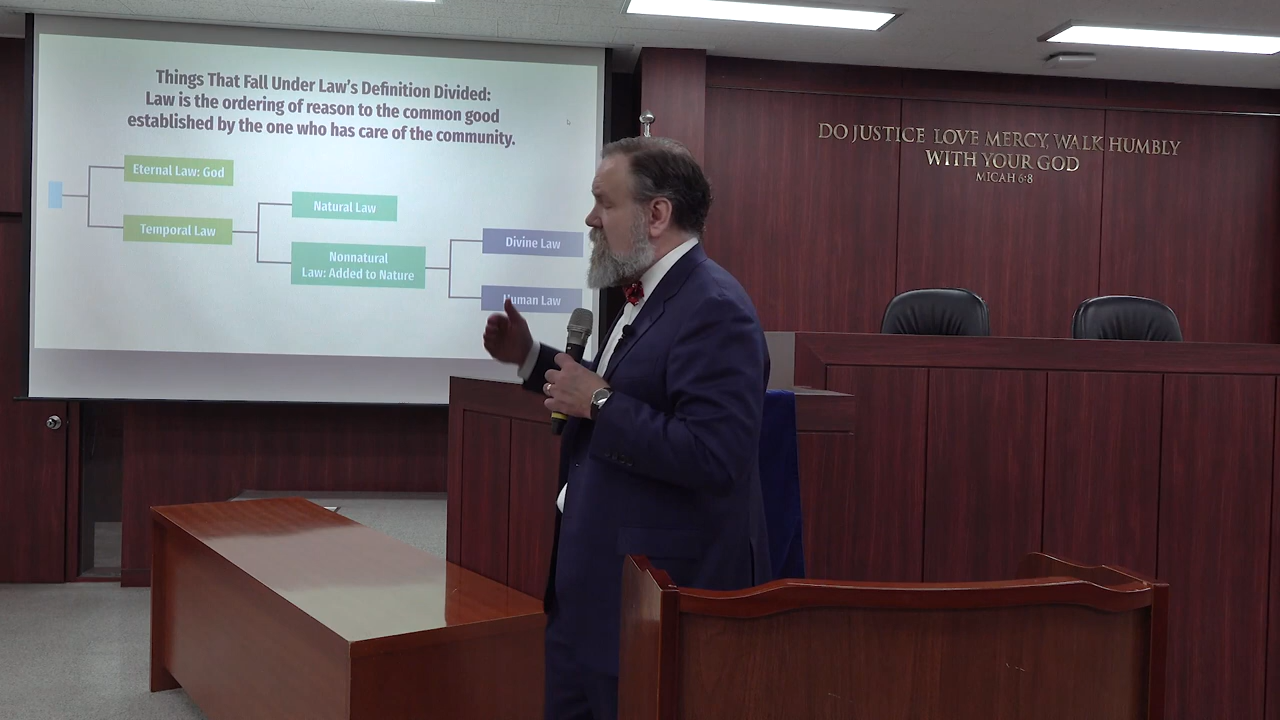 Things That Fall Under Law's Definition Divided:
Law is the ordering of reason to the common good
established by the one who has care of the community.
Eternal Law: God
Temporal Law
Natural Law
Nonnatural
Law: Added to Nature
Divine Law
Human Law
DO JUSTICE LOVE MERCY, WALK HUMBLY
WITH YOUR GOD
MICAH 6:8